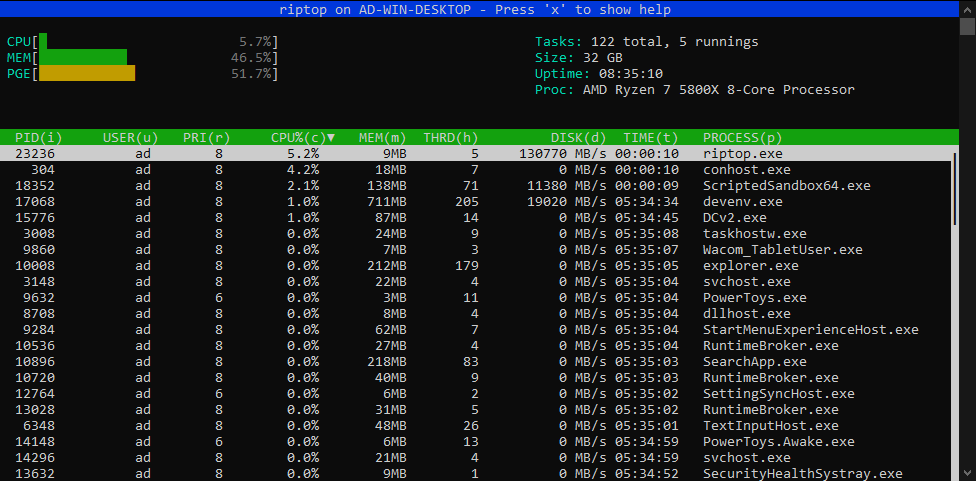 riptop on AD-WIN-DESKTOP - Press 'x' to show help
CPU[ 5.7%] Tasks: 122 total, 5 runnings
MEM[ 46.5%] Size: 32 GB
PGE[ 51.7%] Uptime: 08:35:10
Proc: AMD Ryzen 7 5800X 8-Core Processor
PID(i) USER(u) PRI(r) CPU%(c)▼ MEM(m) THRD(h) DISK(d) TIME(t) PROCESS(p)
23236 ad 8 5.2% 9MB 5 130770 MB/s 00:00:10 riptop.exe
304 ad 8 4.2% 18MB 7 0 MB/s 00:00:10 conhost.exe
18352 ad 8 2.1% 138MB 71 11380 MB/s 00:00:09 ScriptedSandbox64.exe
17068 ad 8 1.0% 711MB 205 19020 MB/s 05:34:34 devenv.exe
15776 ad 8 1.0% 87MB 14 0 MB/s 05:34:45 DCv2.exe
3008 ad 8 0.0% 24MB 9 0 MB/s 05:35:08 taskhostw.exe
9860 ad 8 0.0% 7MB 3 0 MB/s 05:35:07 Wacom_TabletUser.exe
10008 ad 8 0.0% 212MB 179 0 MB/s 05:35:05 explorer.exe
3148 ad 8 0.0% 22MB 4 0 MB/s 05:35:04 svchost.exe
9632 ad 6 0.0% 3MB 11 0 MB/s 05:35:04 PowerToys.exe
8708 ad 8 0.0% 8MB 4 0 MB/s 05:35:04 dllhost.exe
9284 ad 8 0.0% 62MB 7 0 MB/s 05:35:04 StartMenuExperienceHost.exe
10536 ad 8 0.0% 27MB 4 0 MB/s 05:35:04 RuntimeBroker.exe
10896 ad 8 0.0% 218MB 83 0 MB/s 05:35:03 SearchApp.exe
10720 ad 8 0.0% 40MB 9 0 MB/s 05:35:03 RuntimeBroker.exe
12764 ad 6 0.0% 6MB 2 0 MB/s 05:35:02 SettingSyncHost.exe
13028 ad 8 0.0% 31MB 5 0 MB/s 05:35:02 RuntimeBroker.exe
6348 ad 8 0.0% 48MB 26 0 MB/s 05:35:01 TextInputHost.exe
14148 ad 6 0.0% 6MB 13 0 MB/s 05:34:59 PowerToys.Awake.exe
14296 ad 8 0.0% 21MB 4 0 MB/s 05:34:59 svchost.exe
13632 ad 8 0.0% 9MB 1 0 MB/s 05:34:52 SecurityHealthSystray.exe